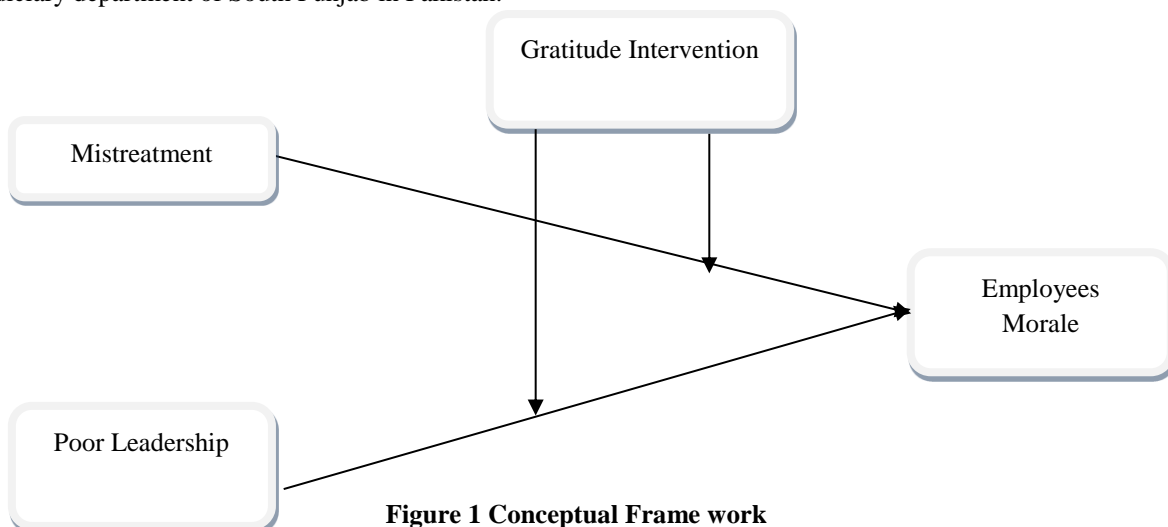 Gratitude Intervention
Mistreatment
Employees
Morale
Poor Leadership
Figure 1 Conceptual Frame work